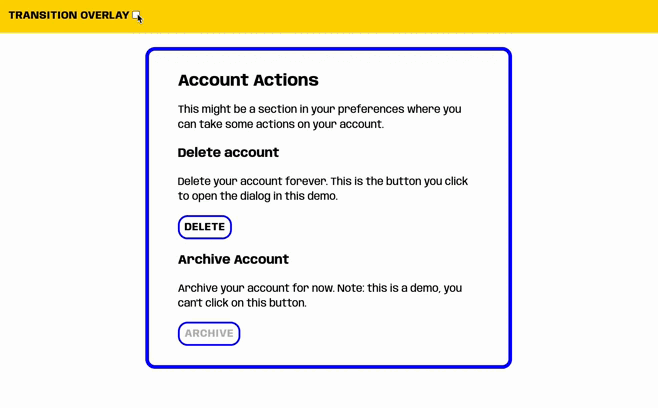 TRANSITION OVERLAY
Account Actions
This might be a section in your preferences where you
can take some actions on your account.
Delete account
Delete your account forever. This is the button you click
to open the dialog in this demo.
DELETE
Archive Account
Archive your account for now. Note: this is a demo, you
can't click on this button.
ARCHIVE